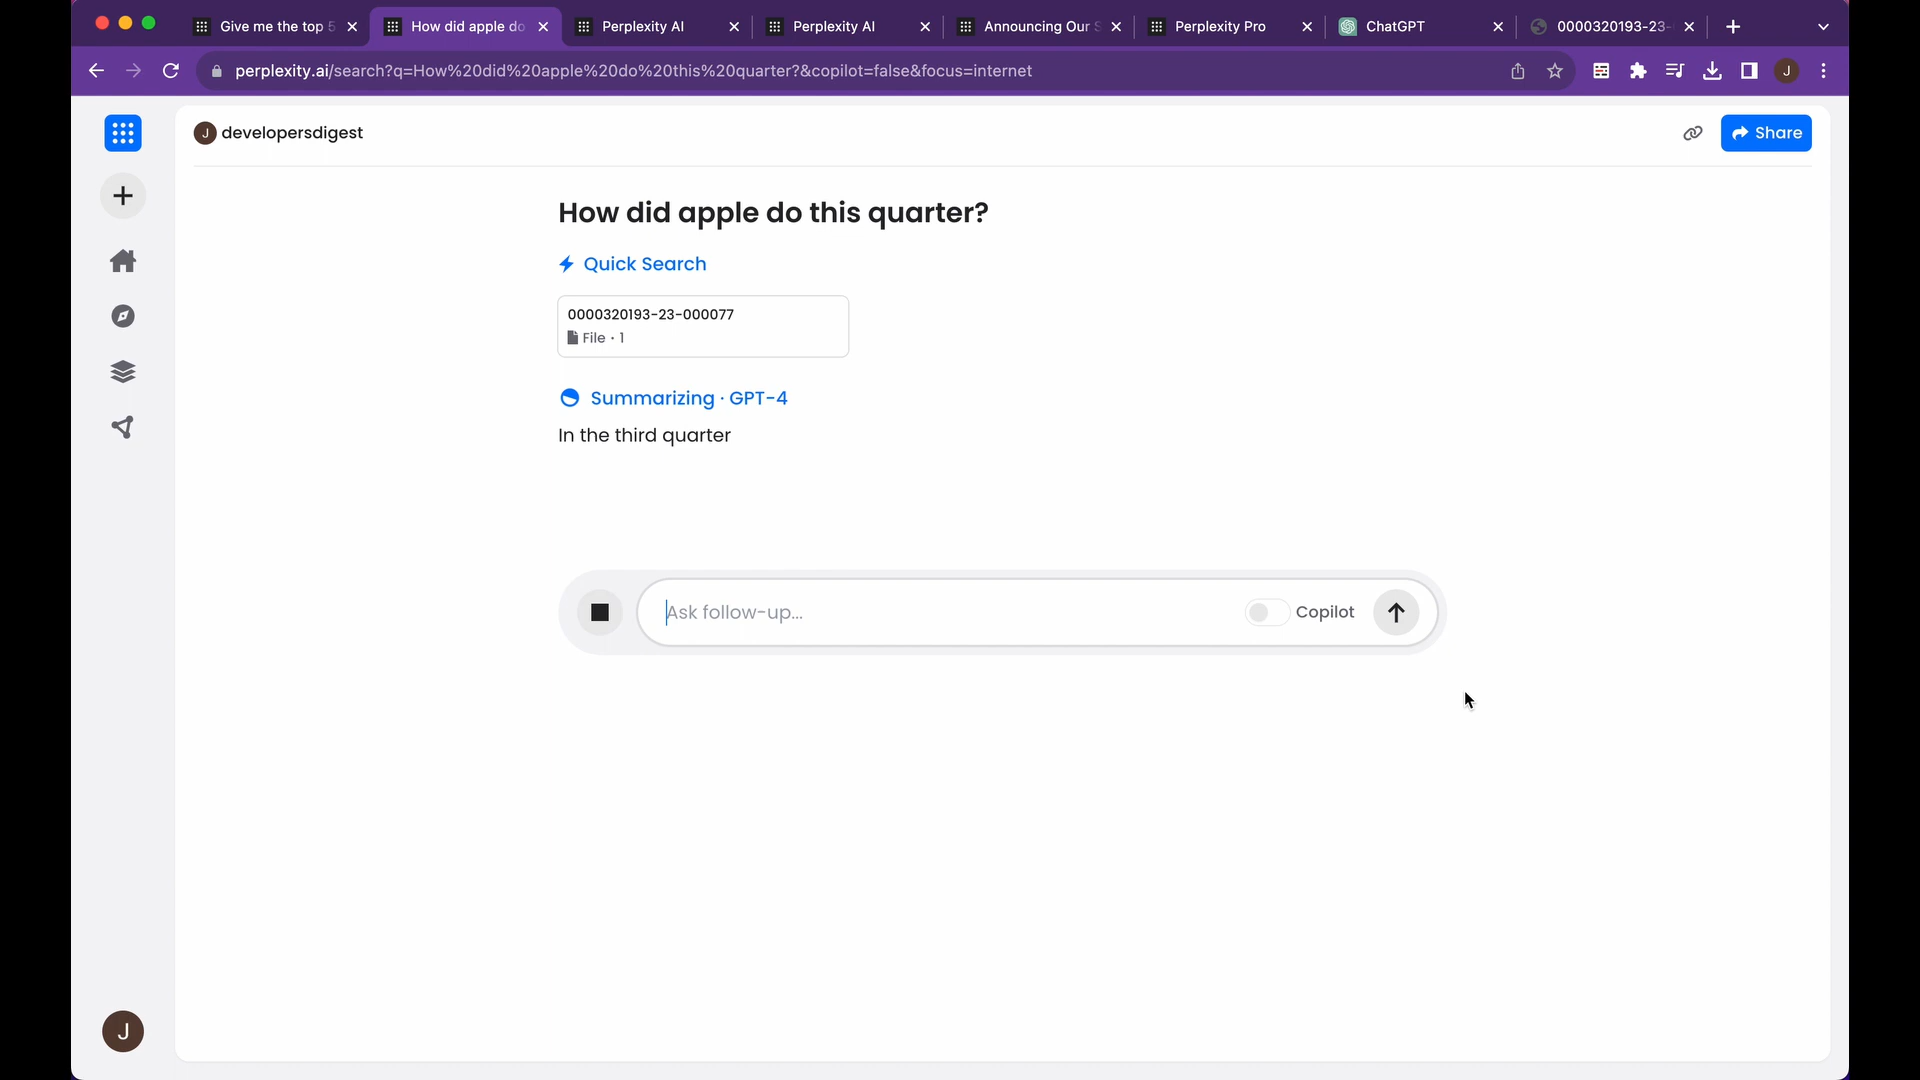 Give me the top 5
How did apple do
Perplexity AI
Perplexity AI
Announcing Our S
Perplexity Pro
ChatGPT
0000320193-23-
perplexity.ai/search?q=How%20did%20apple%20do%20this%20quarter?&copilot=false&focus=internet
J
J developersdigest
Share
How did apple do this quarter?
Quick Search
0000320193-23-000077
File · 1
Summarizing · GPT-4
In the third quarter
Ask follow-up...
Copilot
J